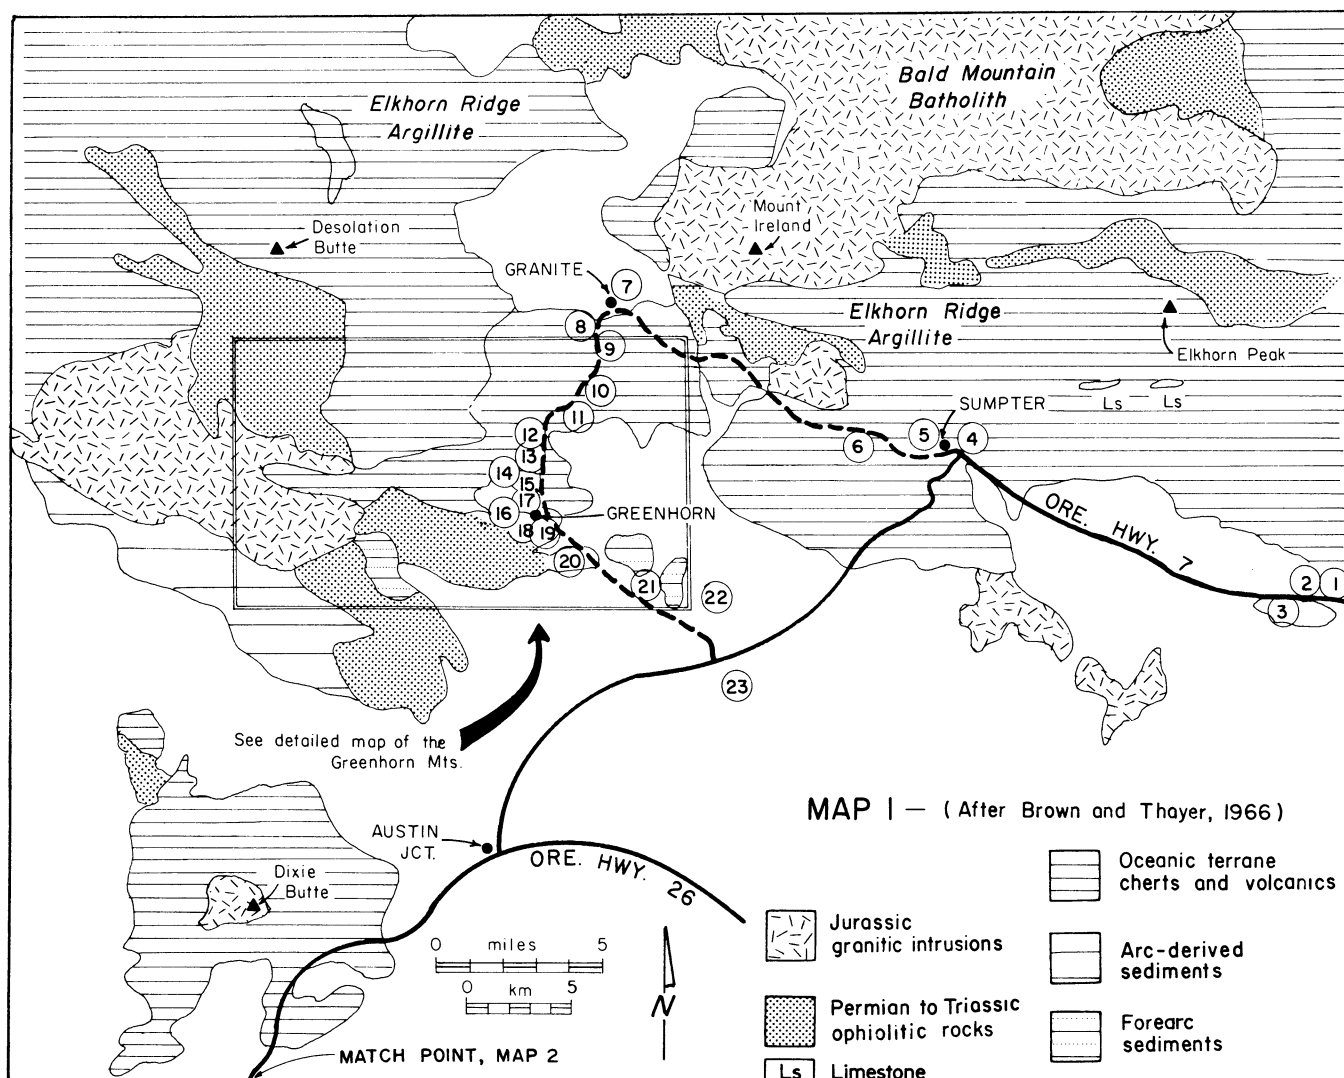 Elkhorn Ridge
Argillite
Bald Mountain
Batholith
Desolation
Butte
Mount
Ireland
GRANITE
7
8
9
Elkhorn Ridge
Argillite
Elkhorn Peak
10
11
Ls
Ls
SUMPTER
12
13
14
15
5
4
6
17
16
GREENHORN
18
19
ORE. HWY. 7
20
21
22
2
1
3
23
See detailed map of the
Greenhorn Mts.
MAP 1 — (After Brown and Thayer, 1966)
AUSTIN
JCT.
ORE. HWY. 26
Dixie
Butte
0 miles 5
0 km 5
N
MATCH POINT, MAP 2
Jurassic
granitic intrusions
Permian to Triassic
ophiolitic rocks
Ls Limestone
Oceanic terrane
cherts and volcanics
Arc-derived
sediments
Forearc
sediments